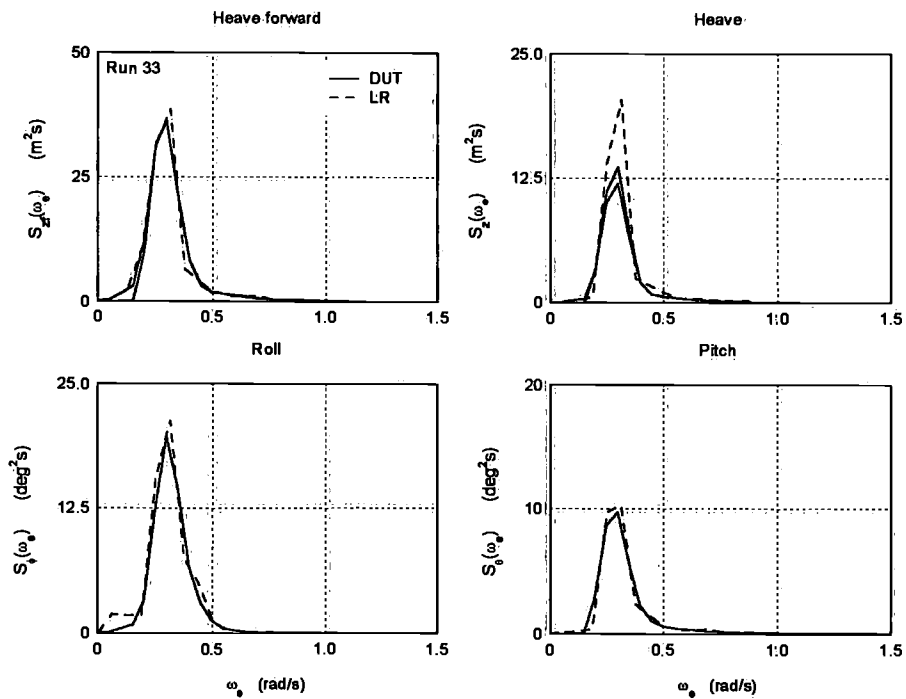 Heave forward
50
Run 33
DUT
LR
25
0
0
0.5
1.0
1.5
S_zf(ω_e) (m²s)
Heave
25.0
12.5
0
0
0.5
1.0
1.5
S_z(ω_e) (m²s)
Roll
25.0
12.5
0
0
0.5
1.0
1.5
S_ϕ(ω_e) (deg²s)
ω_e (rad/s)
Pitch
20
10
0
0
0.5
1.0
1.5
S_θ(ω_e) (deg²s)
ω_e (rad/s)